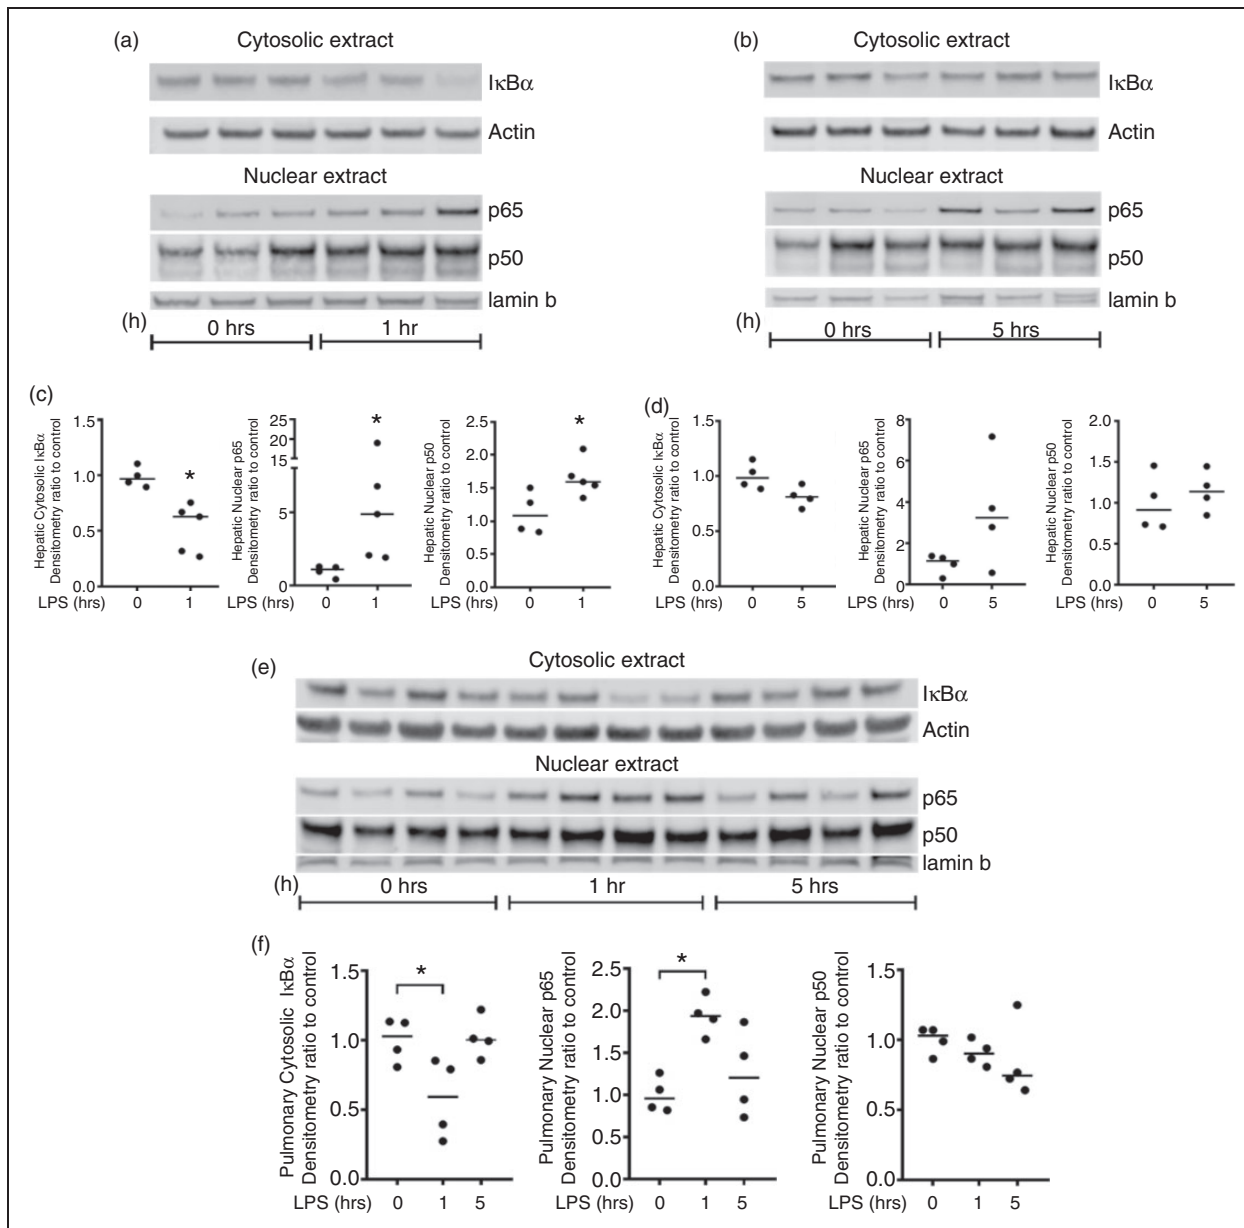 (a)
Cytosolic extract
IκBα
Actin
Nuclear extract
p65
p50
lamin b
(h)
0 hrs
1 hr
(b)
Cytosolic extract
IκBα
Actin
Nuclear extract
p65
p50
lamin b
(h)
0 hrs
5 hrs
(c)
Hepatic Cytosolic IκBα
Densitometry ratio to control
1.5
1.0
0.5
0.0
*
LPS (hrs)
0
1
Hepatic Nuclear p65
Densitometry ratio to control
25
20
15
5
0
*
LPS (hrs)
0
1
Hepatic Nuclear p50
Densitometry ratio to control
2.5
2.0
1.5
1.0
0.5
0.0
*
LPS (hrs)
0
1
(d)
Hepatic Cytosolic IκBα
Densitometry ratio to control
1.5
1.0
0.5
0.0
LPS (hrs)
0
5
Hepatic Nuclear p65
Densitometry ratio to control
8
6
4
2
0
LPS (hrs)
0
5
Hepatic Nuclear p50
Densitometry ratio to control
2.0
1.5
1.0
0.5
0.0
LPS (hrs)
0
5
(e)
Cytosolic extract
IκBα
Actin
Nuclear extract
p65
p50
lamin b
(h)
0 hrs
1 hr
5 hrs
(f)
Pulmonary Cytosolic IκBα
Densitometry ratio to control
1.5
1.0
0.5
0.0
*
LPS (hrs)
0
1
5
Pulmonary Nuclear p65
Densitometry ratio to control
2.5
2.0
1.5
1.0
0.5
0.0
*
LPS (hrs)
0
1
5
Pulmonary Nuclear p50
Densitometry ratio to control
1.5
1.0
0.5
0.0
LPS (hrs)
0
1
5